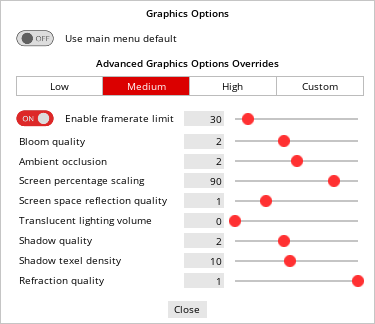 Graphics Options
OFF Use main menu default
Advanced Graphics Options Overrides
Low Medium High Custom
ON Enable framerate limit 30
Bloom quality 2
Ambient occlusion 2
Screen percentage scaling 90
Screen space reflection quality 1
Translucent lighting volume 0
Shadow quality 2
Shadow texel density 10
Refraction quality 1
Close